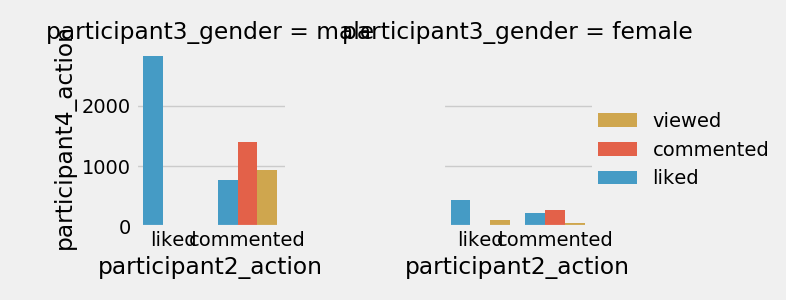 participant3_gender = male
participant3_gender = female
participant4_action
2000
1000
0
liked
commented
liked
commented
participant2_action
participant2_action
viewed
commented
liked